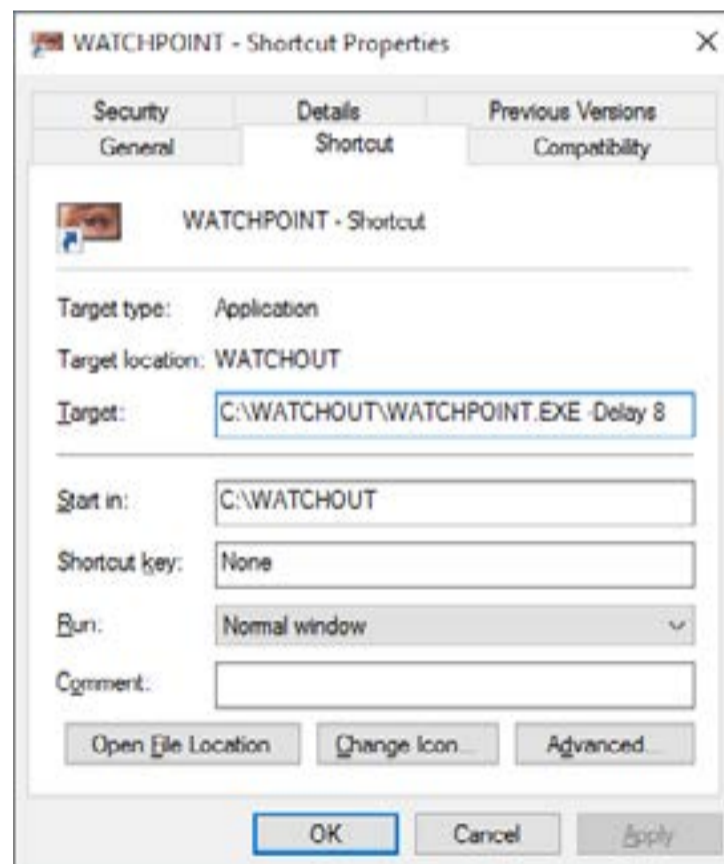 WATCHPOINT - Shortcut Properties
Security Details Previous Versions
General Shortcut Compatibility
WATCHPOINT - Shortcut
Target type: Application
Target location: WATCHOUT
Target: C:\WATCHOUT\WATCHPOINT.EXE -Delay 8
Start in: C:\WATCHOUT
Shortcut key: None
Run: Normal window
Comment:
Open File Location Change Icon... Advanced...
OK Cancel Apply